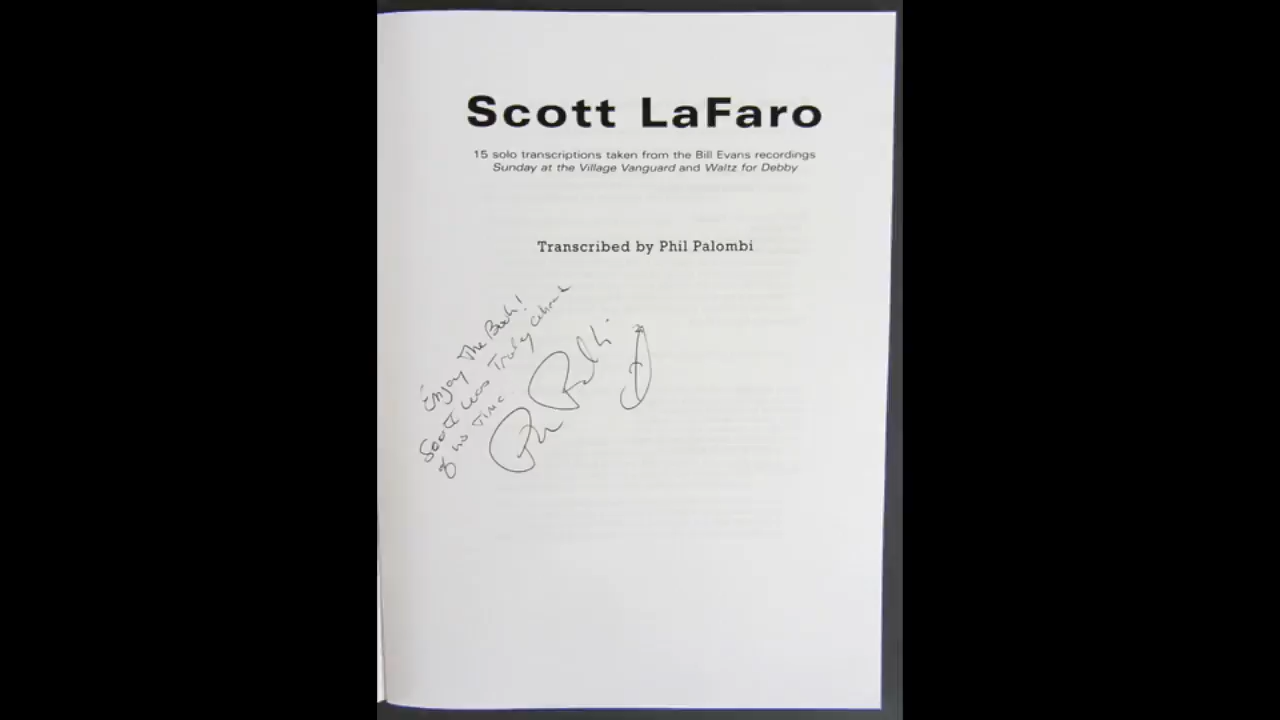 Scott LaFaro
15 solo transcriptions taken from the Bill Evans recordings
Sunday at the Village Vanguard and Waltz for Debby
Transcribed by Phil Palombi
Enjoy The Book!
Scott was Truly ahead
of his Time